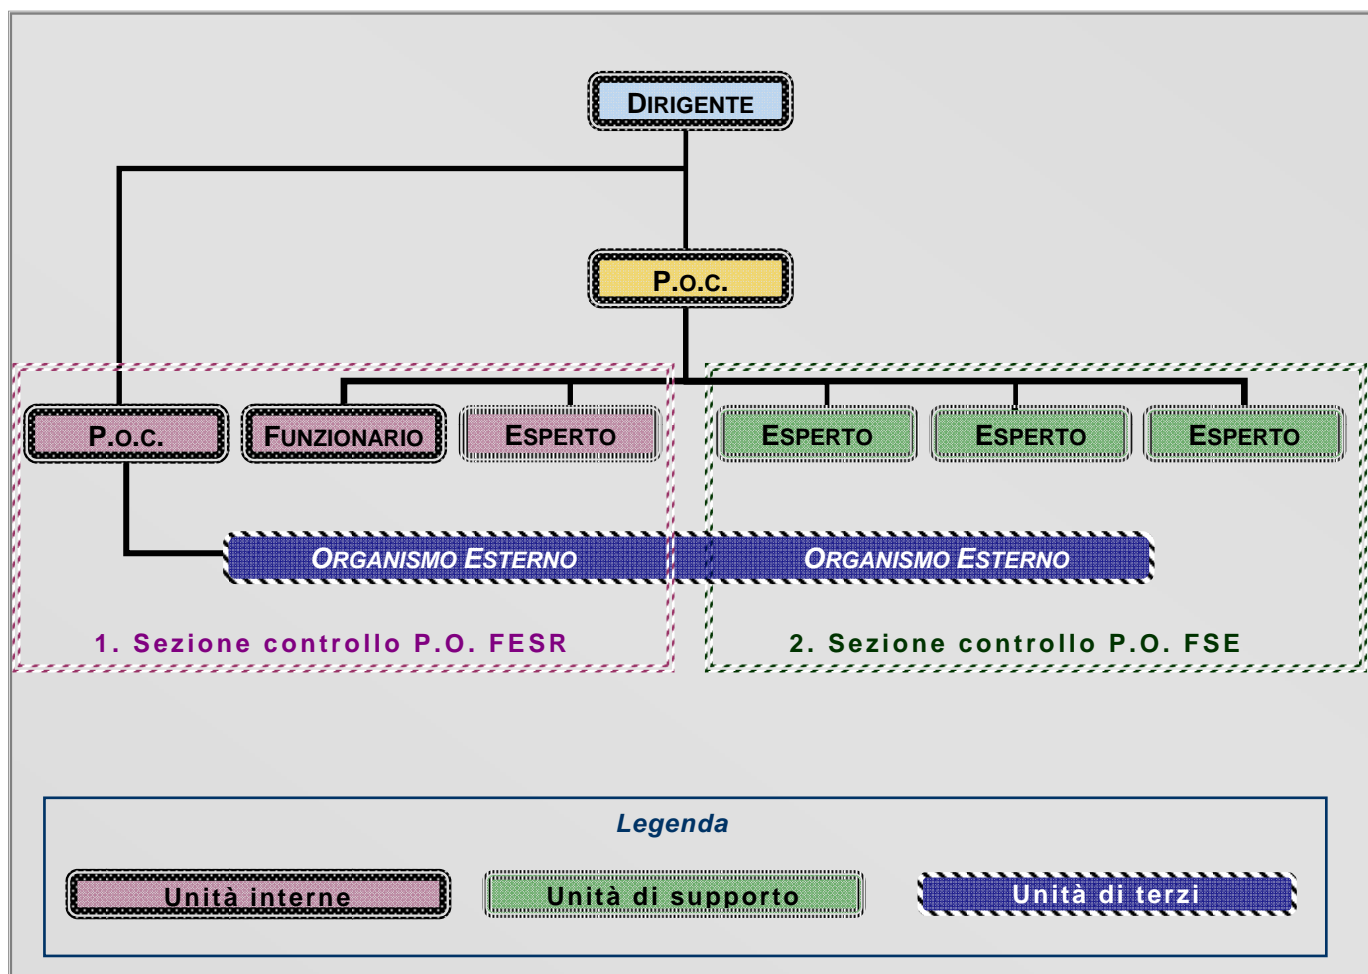 DIRIGENTE
P.O.C.
P.O.C.
FUNZIONARIO
ESPERTO
ESPERTO
ESPERTO
ESPERTO
ORGANISMO ESTERNO
ORGANISMO ESTERNO
1. Sezione controllo P.O. FESR
2. Sezione controllo P.O. FSE
Legenda
Unità interne
Unità di supporto
Unità di terzi